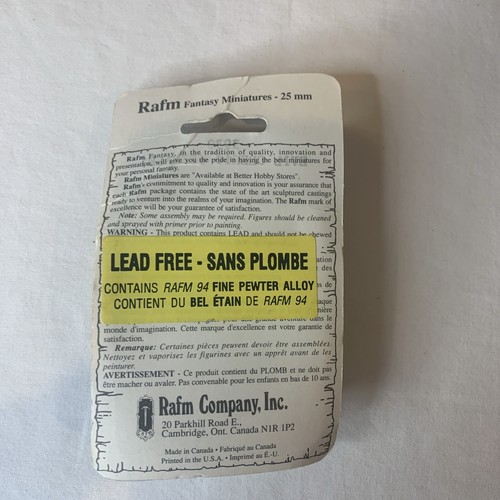 Rafm Fantasy Miniatures - 25 mm
Rafm Fantasy, in the tradition of quality, innovation and
presentation, will give you the pride in having the best miniatures for
your personal fantasy.
Rafm Miniatures are "Available at Better Hobby Stores".
Rafm's commitment to quality and innovation is your assurance that
each Rafm package contains the state of the art sculptured castings
ready to venture into the realms of your imagination. The Rafm mark of
excellence will be your guarantee of satisfaction.
Note: Some assembly may be required. Figures should be cleaned
and sprayed with primer prior to painting.
WARNING - This product contains LEAD and should not be chewed
LEAD FREE - SANS PLOMBE
CONTAINS RAFM 94 FINE PEWTER ALLOY
CONTIENT DU BEL ÉTAIN DE RAFM 94
monde d'imagination. Cette marque d'excellence est votre garantie de
satisfaction.
Remarque: Certaines pièces peuvent devoir être assemblées.
Nettoyez et vaporisez les figurines avec un apprêt avant de les
peinturer.
AVERTISSEMENT - Ce produit contient du PLOMB et ne doit pas
être macher ou avaler. Pas convenable pour les enfants en bas de 10 ans.
Rafm Company, Inc.
20 Parkhill Road E.,
Cambridge, Ont. Canada N1R 1P2
Made in Canada • Fabriqué au Canada
Printed in the U.S.A. • Imprimé au É.-U.